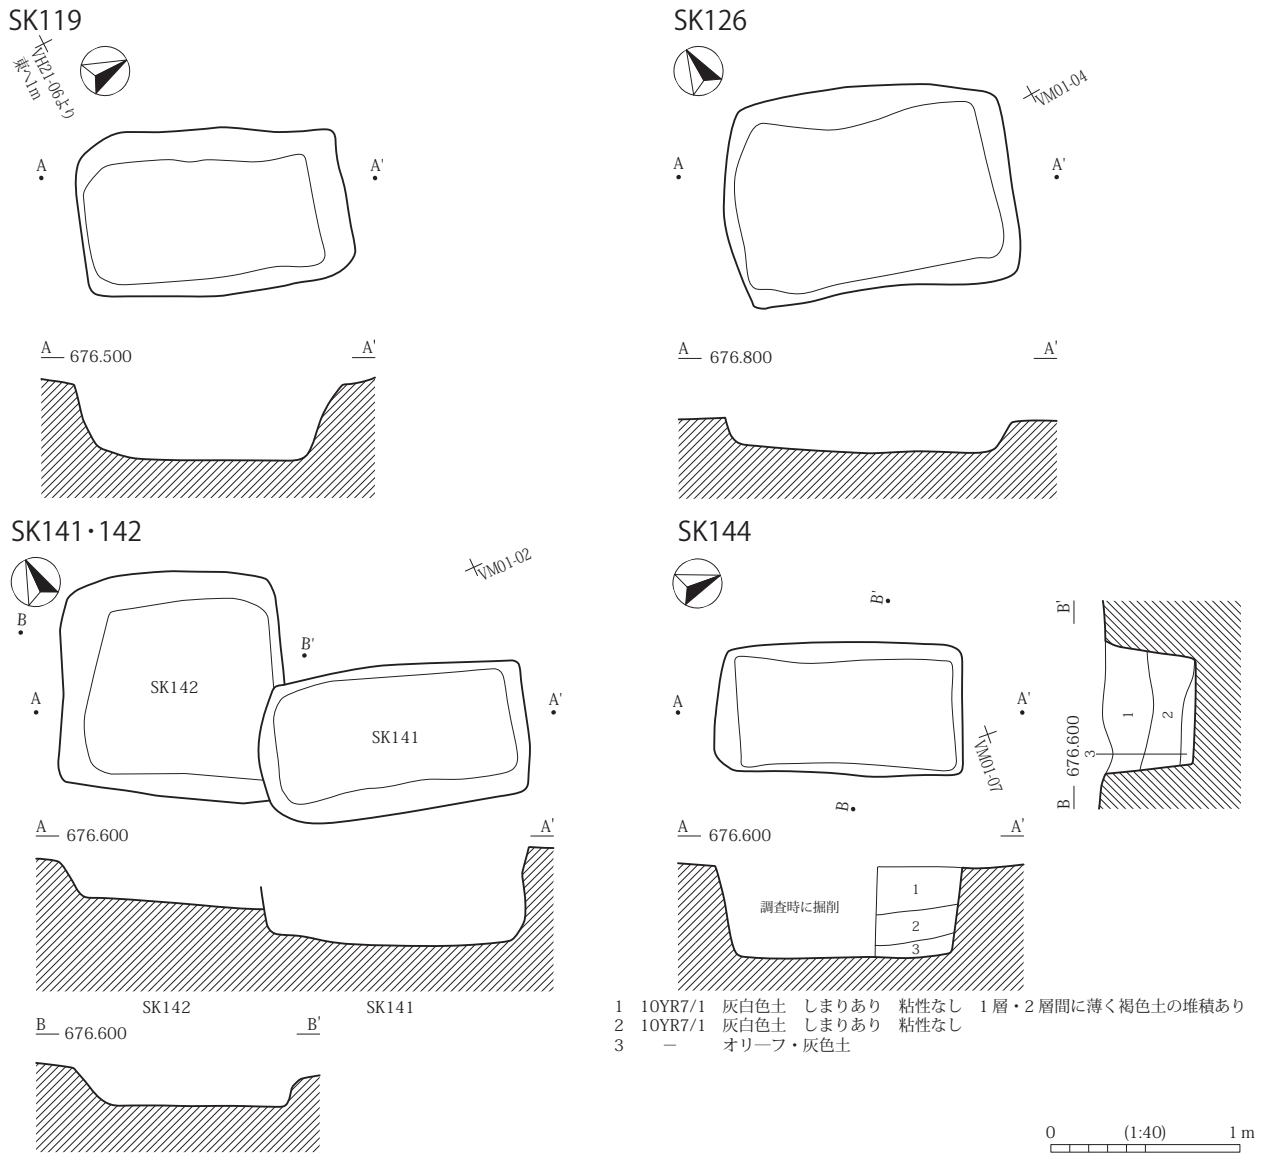 SK119
VH21-06より
東へ1m
A
A'
A
676.500
A'
SK126
VM01-04
A
A'
A
676.800
A'
SK141・142
VM01-02
B
B'
A
A'
SK142
SK141
A
676.600
A'
SK142
SK141
B
676.600
B'
SK144
B'
A
A'
VM01-07
B
B'
1
2
3
B
676.600
A
676.600
A'
調査時に掘削
1
2
3
1 10YR7/1 灰白色土 しまりあり 粘性なし 1層・2層間に薄く褐色土の堆積あり
2 10YR7/1 灰白色土 しまりあり 粘性なし
3 － オリーフ・灰色土
0 (1:40) 1 m